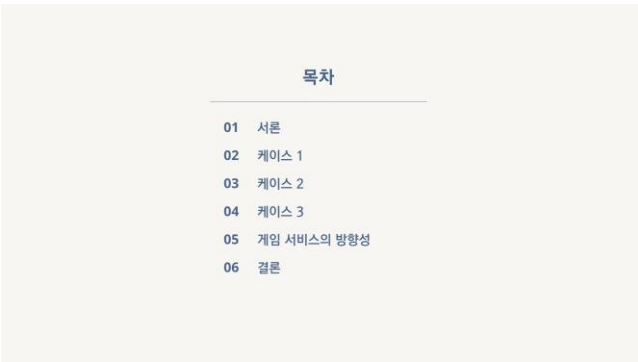 목차
01 서론
02 케이스 1
03 케이스 2
04 케이스 3
05 게임 서비스의 방향성
06 결론